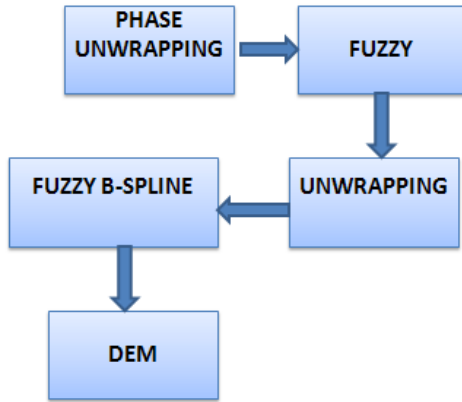 PHASE
UNWRAPPING
FUZZY
UNWRAPPING
FUZZY B-SPLINE
DEM